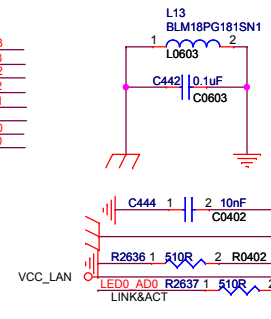 L13
BLM18PG181SN1
1 2
L0603
C442 0.1uF
C0603
C444 1 2 10nF
C0402
R2636 1 510R 2 R0402
VCC_LAN
LED0_AD0 R2637 1 510R 2
LINK&ACT